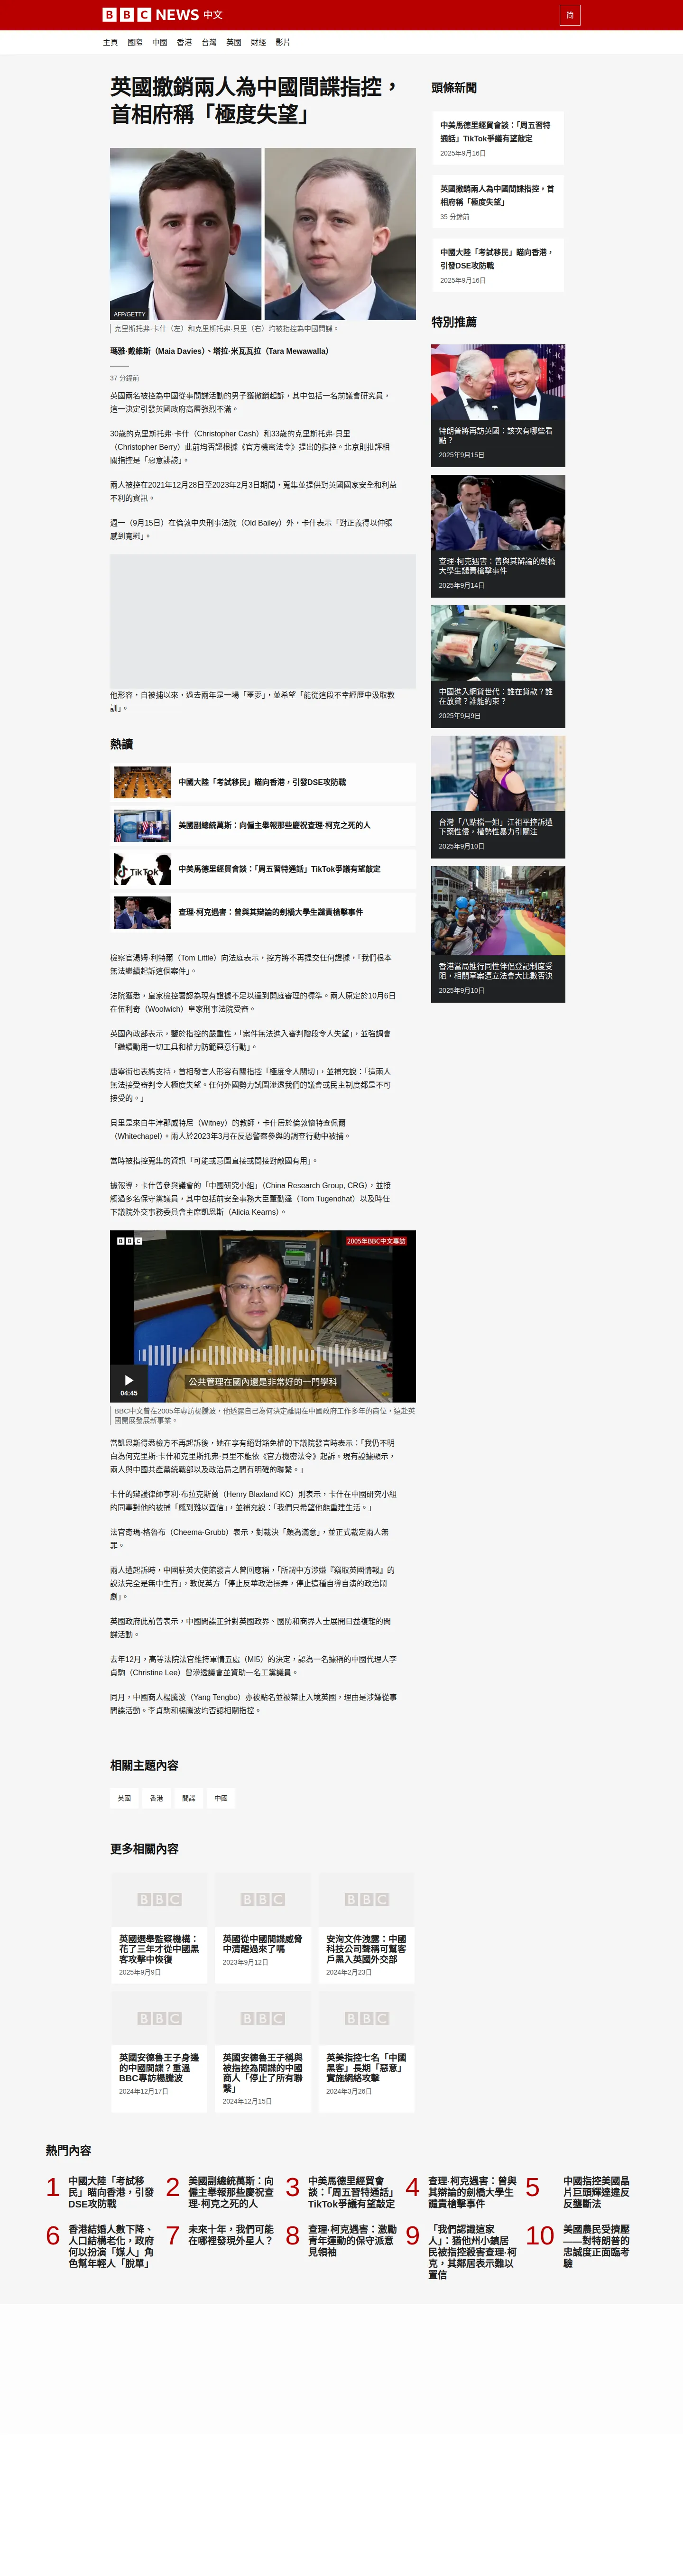 BBC NEWS 中文
简
主頁 國際 中國 香港 台灣 英國 財經 影片
英國撤銷兩人為中國間諜指控，
首相府稱「極度失望」
AFP/GETTY
克里斯托弗·卡什（左）和克里斯托弗·貝里（右）均被指控為中國間諜。
瑪雅·戴維斯（Maia Davies）、塔拉·米瓦瓦拉（Tara Mewawalla）
37 分鐘前
英國兩名被控為中國從事間諜活動的男子獲撤銷起訴，其中包括一名前議會研究員，
這一決定引發英國政府高層強烈不滿。
30歲的克里斯托弗·卡什（Christopher Cash）和33歲的克里斯托弗·貝里
（Christopher Berry）此前均否認根據《官方機密法令》提出的指控。北京則批評相
關指控是「惡意誹謗」。
兩人被控在2021年12月28日至2023年2月3日期間，蒐集並提供對英國國家安全和利益
不利的資訊。
週一（9月15日）在倫敦中央刑事法院（Old Bailey）外，卡什表示「對正義得以伸張
感到寬慰」。
他形容，自被捕以來，過去兩年是一場「噩夢」，並希望「能從這段不幸經歷中汲取教
訓」。
熱讀
中國大陸「考試移民」瞄向香港，引發DSE攻防戰
美國副總統萬斯：向僱主舉報那些慶祝查理·柯克之死的人
TikTok
中美馬德里經貿會談：「周五習特通話」TikTok爭議有望敲定
查理·柯克遇害：曾與其辯論的劍橋大學生譴責槍擊事件
檢察官湯姆·利特爾（Tom Little）向法庭表示，控方將不再提交任何證據，「我們根本
無法繼續起訴這個案件」。
法院獲悉，皇家檢控署認為現有證據不足以達到開庭審理的標準。兩人原定於10月6日
在伍利奇（Woolwich）皇家刑事法院受審。
英國內政部表示，鑒於指控的嚴重性，「案件無法進入審判階段令人失望」，並強調會
「繼續動用一切工具和權力防範惡意行動」。
唐寧街也表態支持，首相發言人形容有關指控「極度令人關切」，並補充說：「這兩人
無法接受審判令人極度失望。任何外國勢力試圖滲透我們的議會或民主制度都是不可
接受的。」
貝里是來自牛津郡威特尼（Witney）的教師，卡什居於倫敦懷特查佩爾
（Whitechapel）。兩人於2023年3月在反恐警察參與的調查行動中被捕。
當時被指控蒐集的資訊「可能或意圖直接或間接對敵國有用」。
據報導，卡什曾參與議會的「中國研究小組」（China Research Group, CRG），並接
觸過多名保守黨議員，其中包括前安全事務大臣董勤達（Tom Tugendhat）以及時任
下議院外交事務委員會主席凱恩斯（Alicia Kearns）。
BBC
2005年BBC中文專訪
公共管理在國內還是非常好的一門學科
04:45
BBC中文曾在2005年專訪楊騰波，他透露自己為何決定離開在中國政府工作多年的崗位，遠赴英
國開展發展新事業。
當凱恩斯得悉檢方不再起訴後，她在享有絕對豁免權的下議院發言時表示：「我仍不明
白為何克里斯·卡什和克里斯托弗·貝里不能依《官方機密法令》起訴。現有證據顯示，
兩人與中國共產黨統戰部以及政治局之間有明確的聯繫。」
卡什的辯護律師亨利·布拉克斯蘭（Henry Blaxland KC）則表示，卡什在中國研究小組
的同事對他的被捕「感到難以置信」，並補充說：「我們只希望他能重建生活。」
法官奇瑪-格魯布（Cheema-Grubb）表示，對裁決「頗為滿意」，並正式裁定兩人無
罪。
兩人遭起訴時，中國駐英大使館發言人曾回應稱，「所謂中方涉嫌『竊取英國情報』的
說法完全是無中生有」，敦促英方「停止反華政治操弄，停止這種自導自演的政治鬧
劇」。
英國政府此前曾表示，中國間諜正針對英國政界、國防和商界人士展開日益複雜的間
諜活動。
去年12月，高等法院法官維持軍情五處（MI5）的決定，認為一名據稱的中國代理人李
貞駒（Christine Lee）曾滲透議會並資助一名工黨議員。
同月，中國商人楊騰波（Yang Tengbo）亦被點名並被禁止入境英國，理由是涉嫌從事
間諜活動。李貞駒和楊騰波均否認相關指控。
相關主題內容
英國 香港 間諜 中國
更多相關內容
BBC
英國選舉監察機構：
花了三年才從中國黑
客攻擊中恢復
2025年9月9日
BBC
英國從中國間諜威脅
中清醒過來了嗎
2023年9月12日
BBC
安洵文件洩露：中國
科技公司聲稱可幫客
戶黑入英國外交部
2024年2月23日
BBC
英國安德魯王子身邊
的中國間諜？重溫
BBC專訪楊騰波
2024年12月17日
BBC
英國安德魯王子稱與
被指控為間諜的中國
商人「停止了所有聯
繫」
2024年12月15日
BBC
英美指控七名「中國
黑客」長期「惡意」
實施網絡攻擊
2024年3月26日
頭條新聞
中美馬德里經貿會談：「周五習特
通話」TikTok爭議有望敲定
2025年9月16日
英國撤銷兩人為中國間諜指控，首
相府稱「極度失望」
35 分鐘前
中國大陸「考試移民」瞄向香港，
引發DSE攻防戰
2025年9月16日
特別推薦
特朗普將再訪英國：該次有哪些看
點？
2025年9月15日
查理·柯克遇害：曾與其辯論的劍橋
大學生譴責槍擊事件
2025年9月14日
中國進入網貸世代：誰在貸款？誰
在放貸？誰能約束？
2025年9月9日
台灣「八點檔一姐」江祖平控訴遭
下藥性侵，權勢性暴力引關注
2025年9月10日
香港當局推行同性伴侶登記制度受
阻，相關草案遭立法會大比數否決
2025年9月10日
熱門內容
1 中國大陸「考試移
民」瞄向香港，引發
DSE攻防戰
2 美國副總統萬斯：向
僱主舉報那些慶祝查
理·柯克之死的人
3 中美馬德里經貿會
談：「周五習特通話」
TikTok爭議有望敲定
4 查理·柯克遇害：曾與
其辯論的劍橋大學生
譴責槍擊事件
5 中國指控美國晶
片巨頭輝達違反
反壟斷法
6 香港結婚人數下降、
人口結構老化，政府
何以扮演「媒人」角
色幫年輕人「脫單」
7 未來十年，我們可能
在哪裡發現外星人？
8 查理·柯克遇害：激勵
青年運動的保守派意
見領袖
9 「我們認識這家
人」：猶他州小鎮居
民被指控殺害查理·柯
克，其鄰居表示難以
置信
10 美國農民受擠壓
——對特朗普的
忠誠度正面臨考
驗